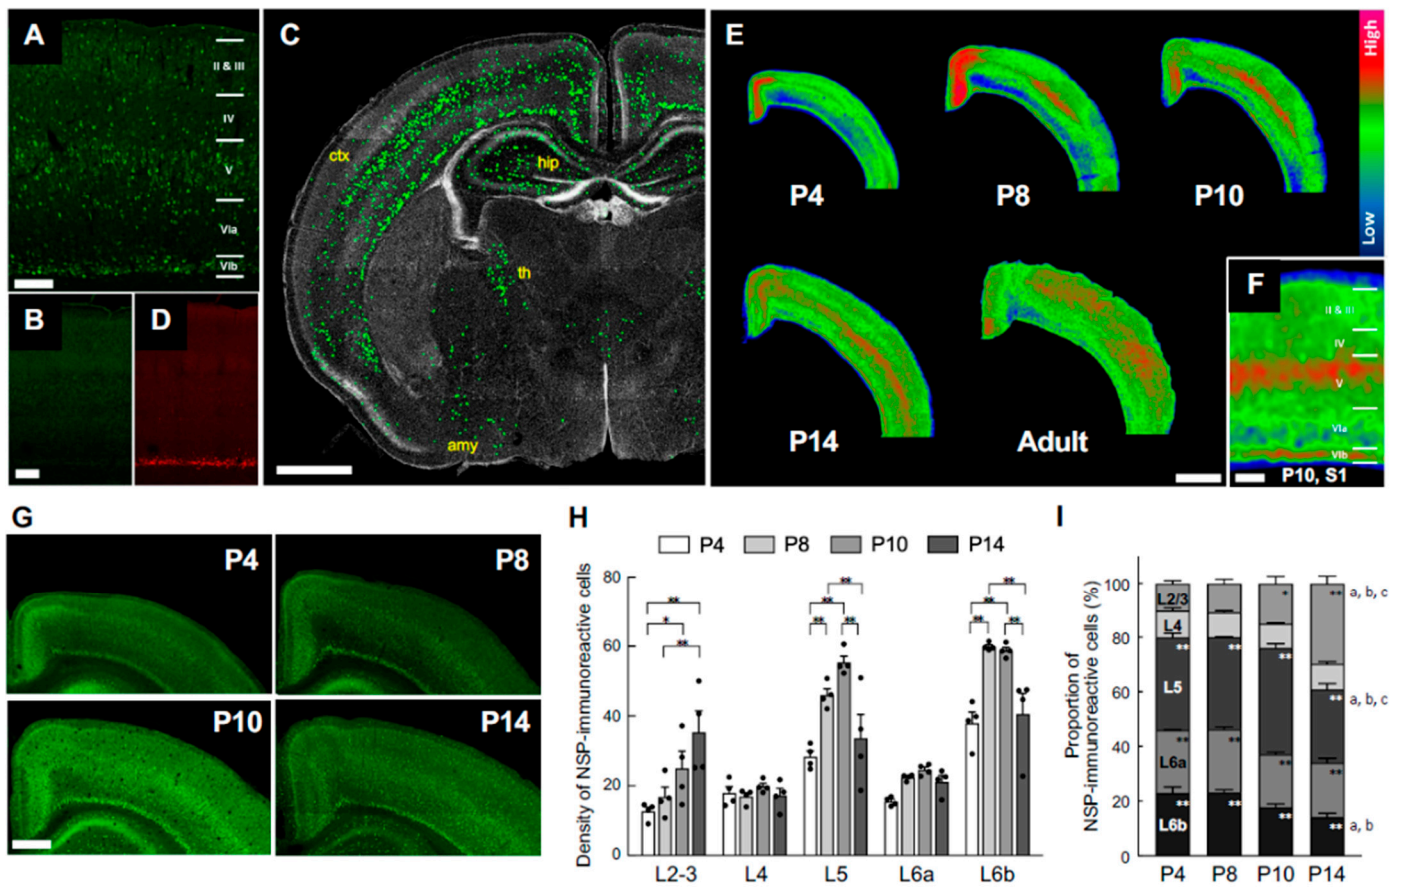 A
II & III
IV
V
VIa
VIb
B
D
C
ctx
hip
th
amy
E
P4
P8
P10
P14
Adult
High
Low
F
II & III
IV
V
VIa
VIb
P10, S1
G
P4
P8
P10
P14
H
P4 P8 P10 P14
Density of NSP-immunoreactive cells
80
60
40
20
0
** * ** ** ** ** ** ** ** ** ** **
L2-3 L4 L5 L6a L6b
I
Proportion of
NSP-immunoreactive cells (%)
100
80
60
40
20
0
L2/3 * ** a, b, c
L4
** ** ** ** a, b, c
L5
** ** ** **
L6a
** ** ** ** a, b
L6b
P4 P8 P10 P14